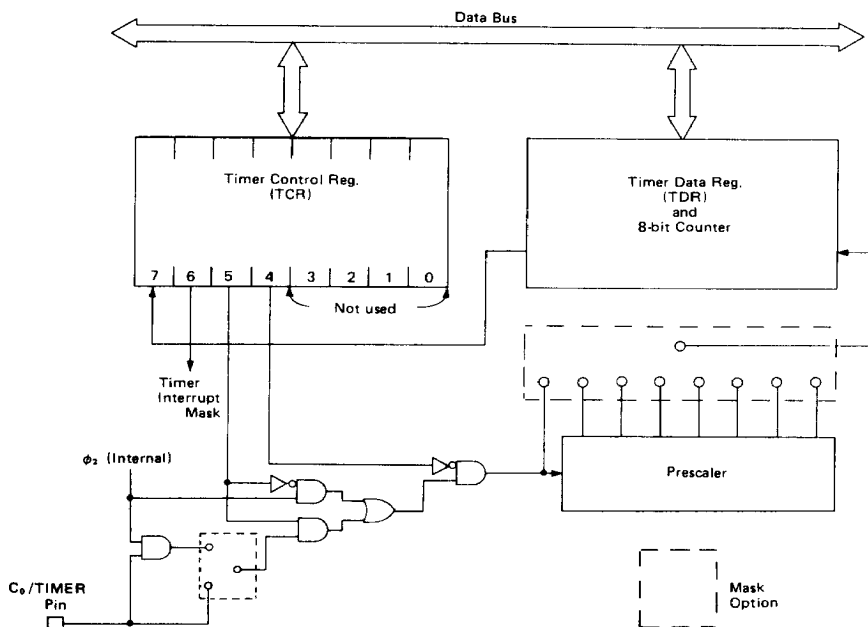 Data Bus
Timer Control Reg.
(TCR)
Timer Data Reg.
(TDR)
and
8-bit Counter
7 6 5 4 3 2 1 0
Not used
Timer
Interrupt
Mask
φ₂ (Internal)
Prescaler
C₀/TIMER
Pin
Mask
Option